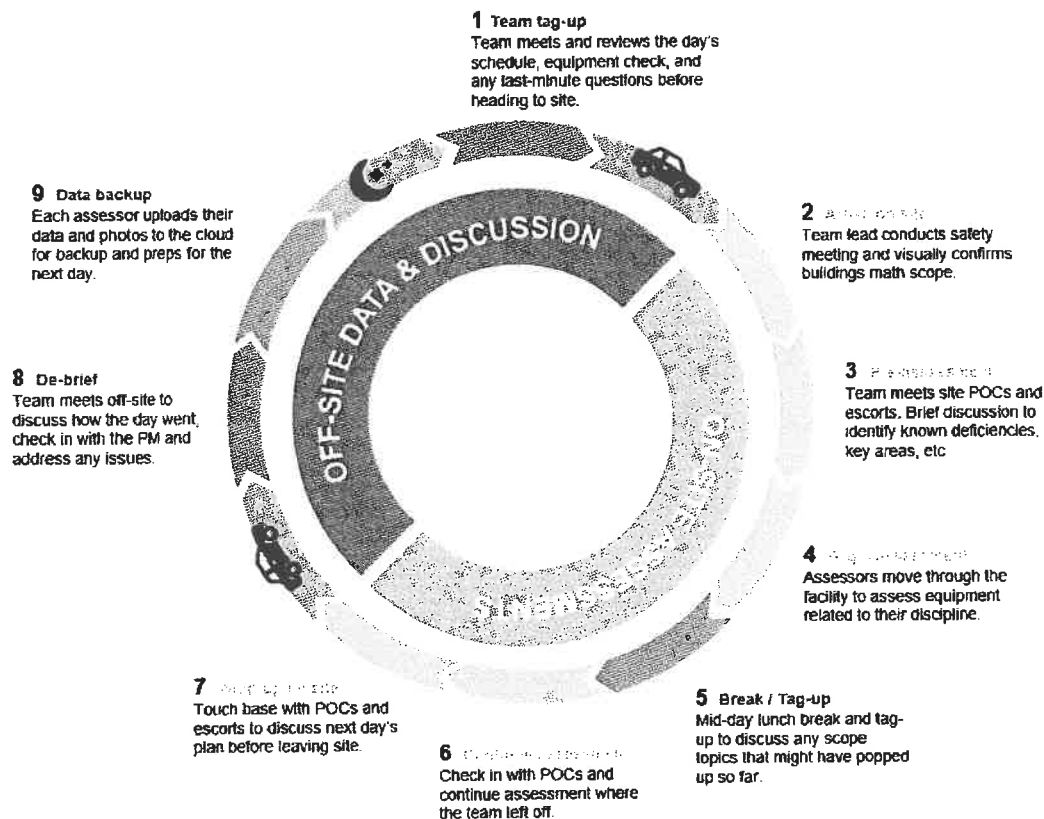 1 Team tag-up
Team meets and reviews the day's
schedule, equipment check, and
any last-minute questions before
heading to site.
2
Team lead conducts safety
meeting and visually confirms
buildings math scope.
3
Team meets site POCs and
escorts. Brief discussion to
identify known deficiencies,
key areas, etc
4
Assessors move through the
facility to assess equipment
related to their discipline.
5 Break / Tag-up
Mid-day lunch break and tag-
up to discuss any scope
topics that might have popped
up so far.
6
Check in with POCs and
continue assessment where
the team left off.
7
Touch base with POCs and
escorts to discuss next day's
plan before leaving site.
8 De-brief
Team meets off-site to
discuss how the day went,
check in with the PM and
address any issues.
9 Data backup
Each assessor uploads their
data and photos to the cloud
for backup and preps for the
next day.
OFF-SITE DATA & DISCUSSION
ON-SITE ASSESSMENTS